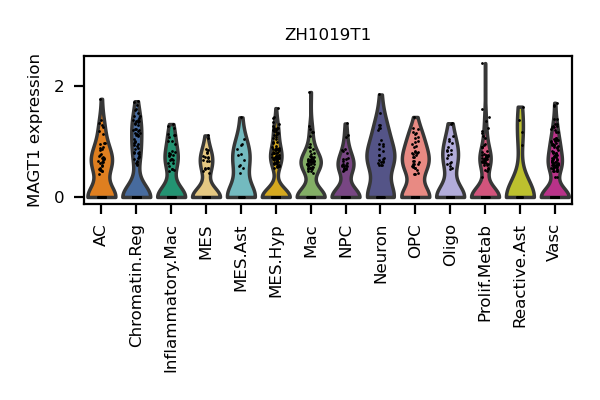 ZH1019T1
MAGT1 expression
2
0
AC
Chromatin.Reg
Inflammatory.Mac
MES
MES.Ast
MES.Hyp
Mac
NPC
Neuron
OPC
Oligo
Prolif.Metab
Reactive.Ast
Vasc